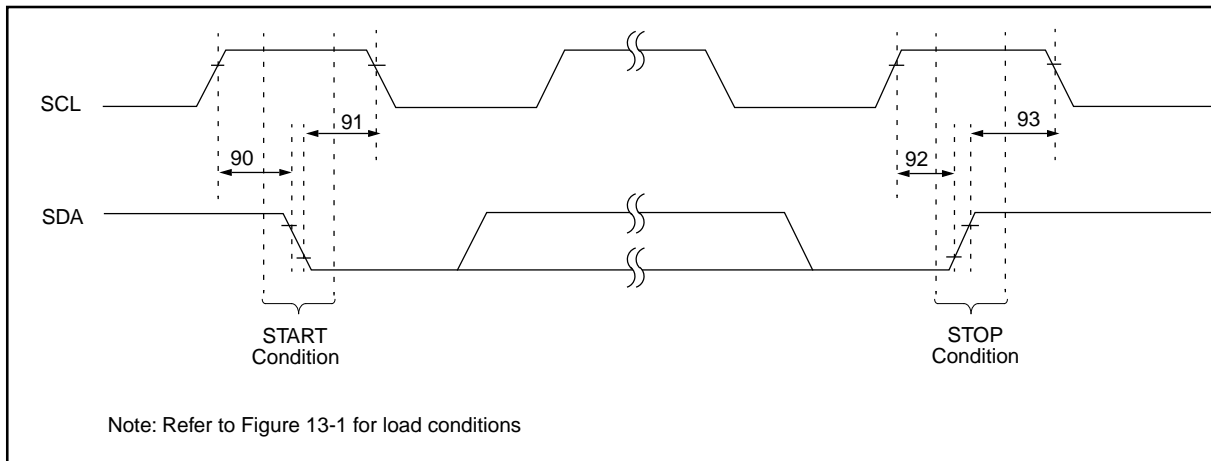 SCL
91
93
90
92
SDA
START
Condition
STOP
Condition
Note: Refer to Figure 13-1 for load conditions